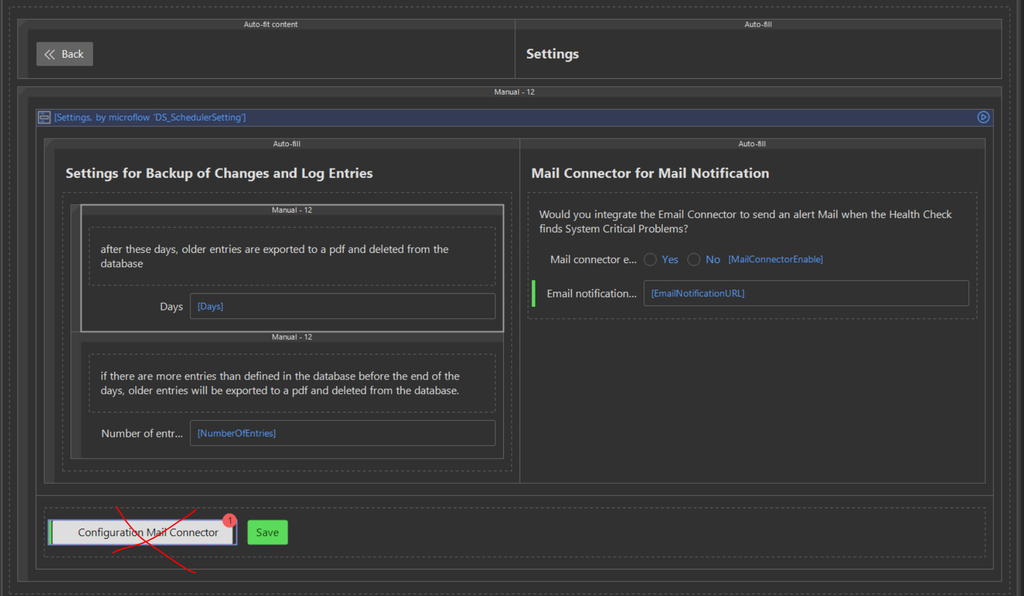 Auto-fit content
Auto-fill
Back
Settings
Manual - 12
[Settings, by microflow 'DS_SchedulerSetting']
Auto-fill
Auto-fill
Settings for Backup of Changes and Log Entries
Mail Connector for Mail Notification
Manual - 12
after these days, older entries are exported to a pdf and deleted from the
database
Days [Days]
Manual - 12
if there are more entries than defined in the database before the end of the
days, older entries will be exported to a pdf and deleted from the database.
Number of entr... [NumberOfEntries]
Would you integrate the Email Connector to send an alert Mail when the Health Check
finds System Critical Problems?
Mail connector e... Yes No [MailConnectorEnable]
Email notification... [EmailNotificationURL]
Configuration Mail Connector 1 Save